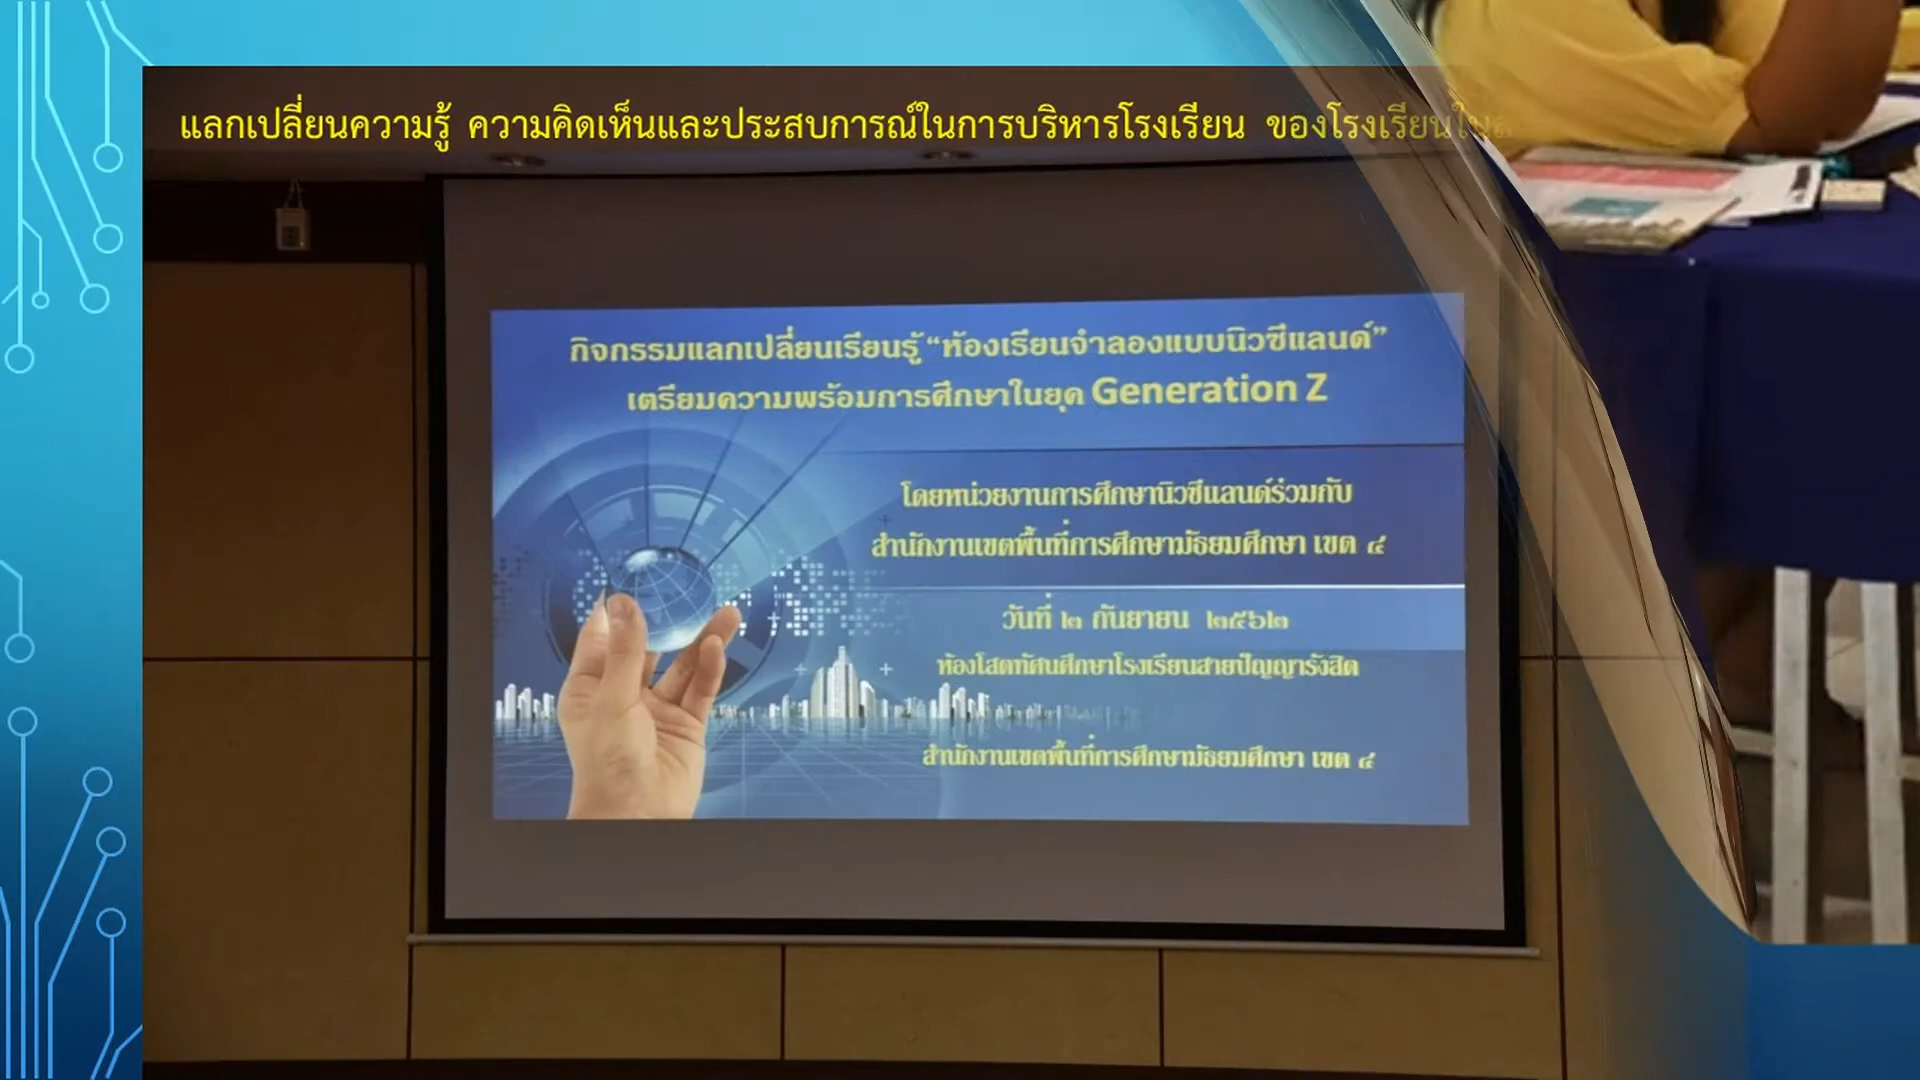 แลกเปลี่ยนความรู้ ความคิดเห็นและประสบการณ์ในการบริหารโรงเรียน ของโรงเรียน
กิจกรรมแลกเปลี่ยนเรียนรู้ “ห้องเรียนจำลองแบบนิวซีแลนด์”
เตรียมความพร้อมการศึกษาในยุค Generation Z
โดยหน่วยงานการศึกษานิวซีแลนด์ร่วมกับ
สำนักงานเขตพื้นที่การศึกษามัธยมศึกษา เขต ๔
วันที่ ๒ กันยายน ๒๕๖๒
ห้องโสตทัศนศึกษาโรงเรียนสายปัญญารังสิต
สำนักงานเขตพื้นที่การศึกษามัธยมศึกษา เขต ๔